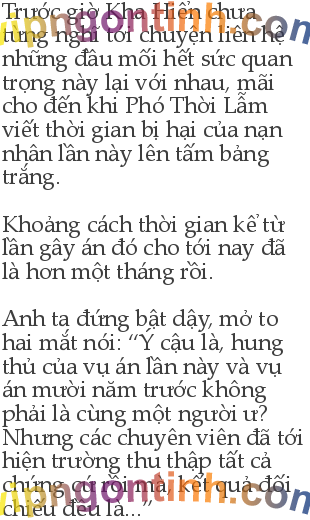 Trước giờ Kha Hiển chưa
từng nghĩ tới chuyện liên hệ
những đầu mối hết sức quan
trọng này lại với nhau, mãi
cho đến khi Phó Thời Lẫm
viết thời gian bị hại của nạn
nhân lần này lên tấm bảng
trắng.
Khoảng cách thời gian kể từ
lần gây án đó cho tới nay đã
là hơn một tháng rồi.
Anh ta đứng bật dậy, mở to
hai mắt nói: “Ý cậu là, hung
thủ của vụ án lần này và vụ
án mười năm trước không
phải là cùng một người ư?
Nhưng các chuyên viên đã tới
hiện trường thu thập tất cả
chứng cứ rồi mà, kết quả đối
chiếu đều là...”
vipngontinh.com
vipngontinh.com